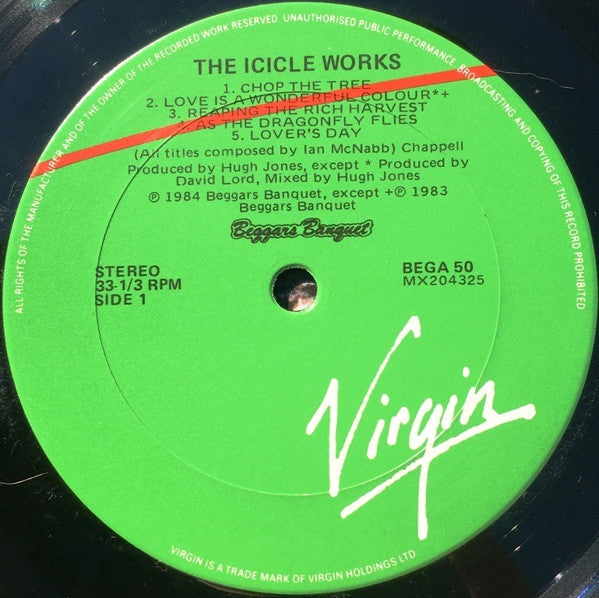 ALL RIGHTS OF THE MANUFACTURER AND OF THE OWNER OF THE RECORDED WORK RESERVED. UNAUTHORISED PUBLIC PERFORMANCE, BROADCASTING AND COPYING OF THIS RECORD PROHIBITED
THE ICICLE WORKS
1. CHOP THE TREE
2. LOVE IS A WONDERFUL COLOUR*+
3. REAPING THE RICH HARVEST
4. AS THE DRAGONFLY FLIES
5. LOVER'S DAY
(All titles composed by Ian McNabb) Chappell
Produced by Hugh Jones, except * Produced by
David Lord, Mixed by Hugh Jones
℗ 1984 Beggars Banquet, except +℗ 1983
Beggars Banquet
Beggars Banquet
STEREO
33-1/3 RPM
SIDE 1
BEGA 50
MX204325
Virgin
VIRGIN IS A TRADE MARK OF VIRGIN HOLDINGS LTD.